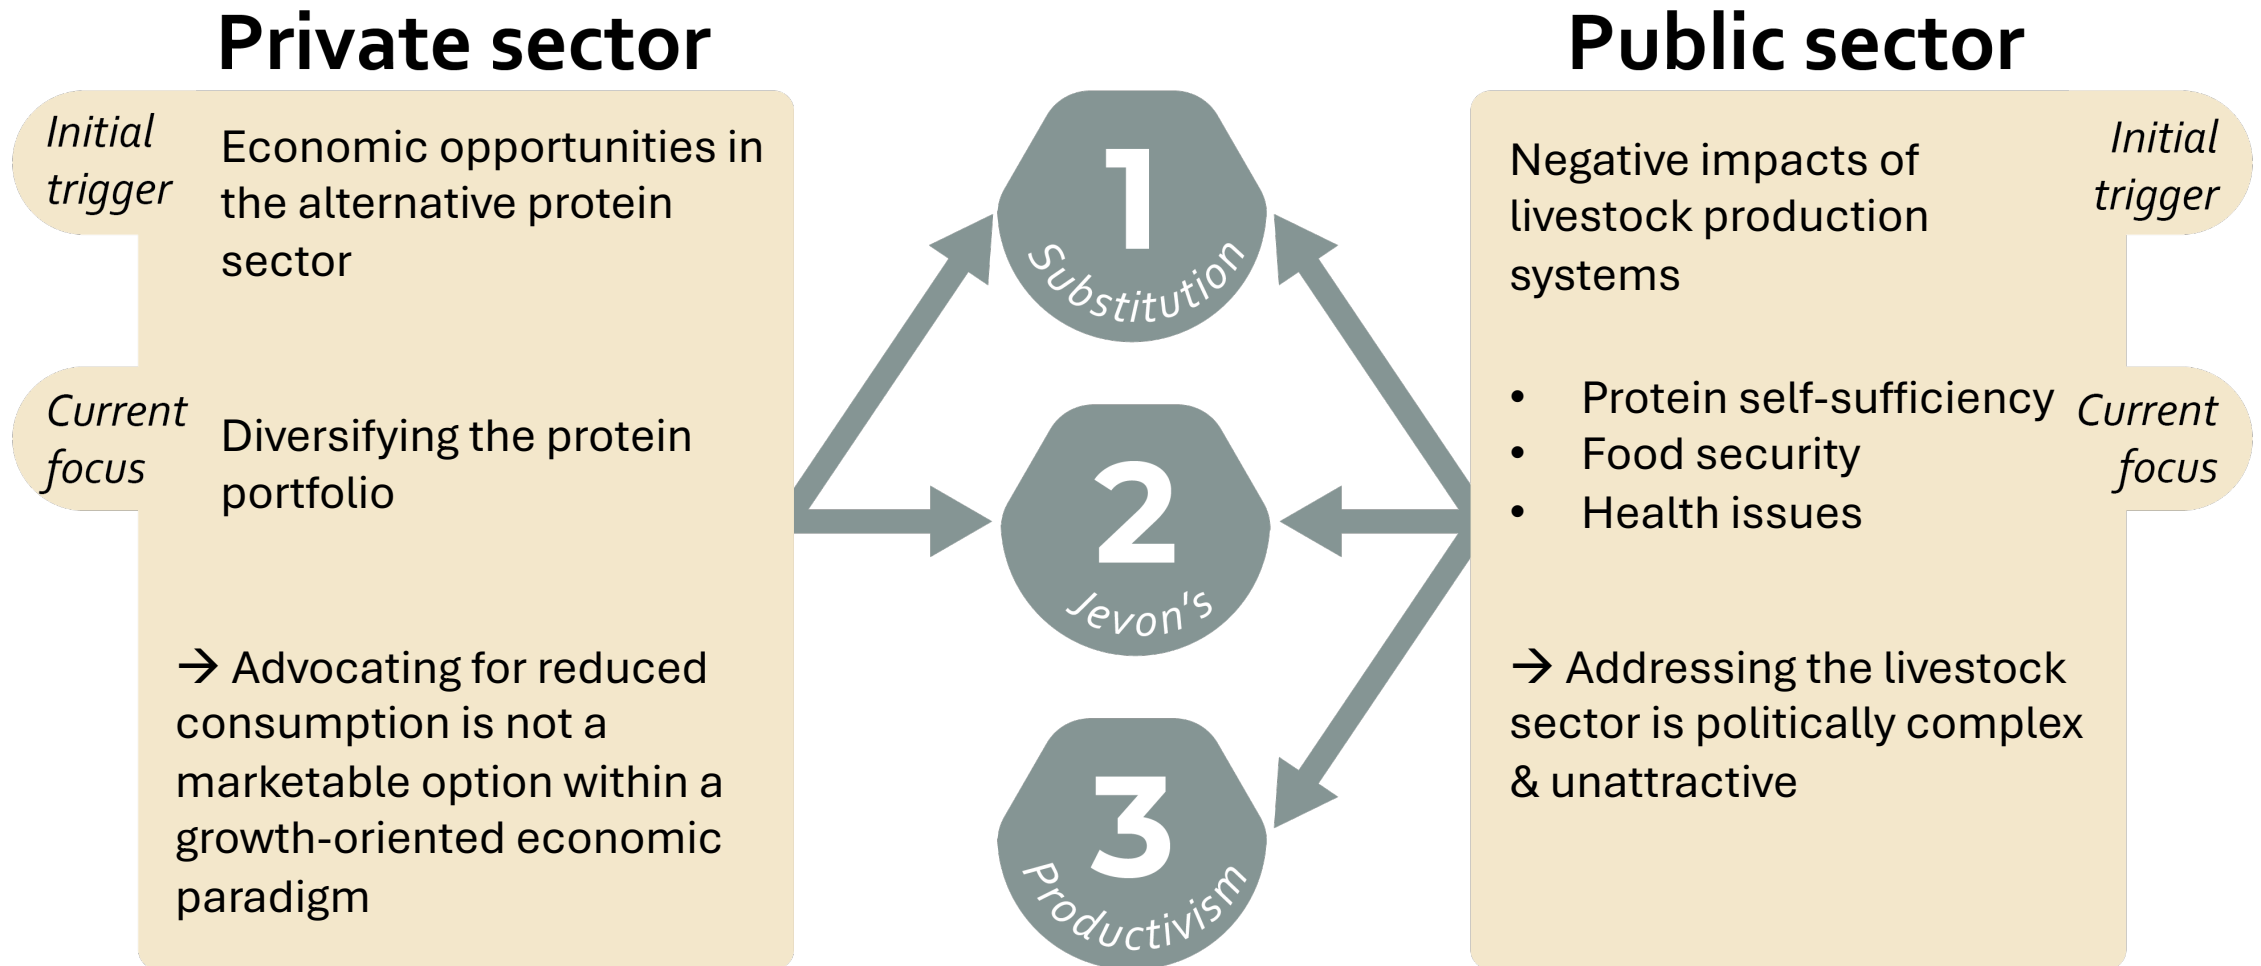 Private sector
Initial
trigger
Economic opportunities in
the alternative protein
sector
Current
focus
Diversifying the protein
portfolio
→ Advocating for reduced
consumption is not a
marketable option within a
growth-oriented economic
paradigm
1
Substitution
2
Jevon's
3
Productivism
Public sector
Initial
trigger
Negative impacts of
livestock production
systems
Current
focus
• Protein self-sufficiency
• Food security
• Health issues
→ Addressing the livestock
sector is politically complex
& unattractive